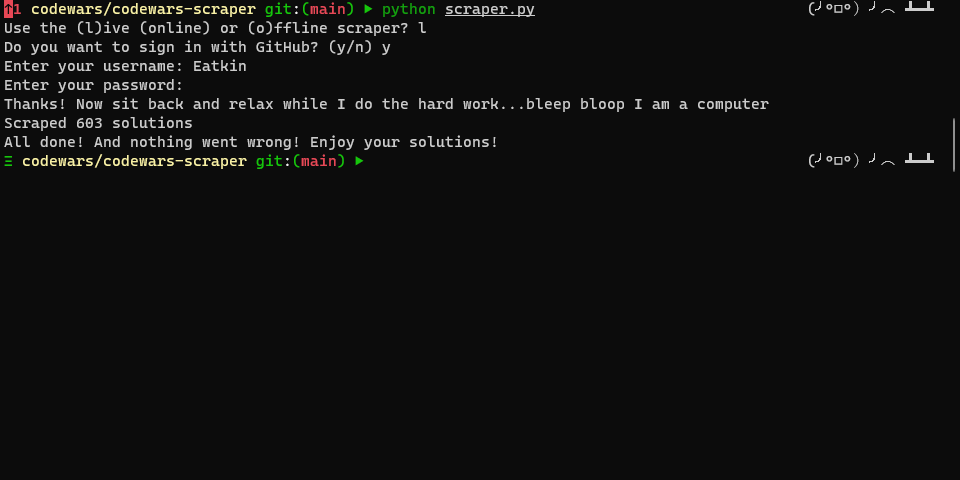 ↑1 codewars/codewars-scraper git:(main) ► python scraper.py (╯°□°)╯︵ ┻━┻
Use the (l)ive (online) or (o)ffline scraper? l
Do you want to sign in with GitHub? (y/n) y
Enter your username: Eatkin
Enter your password:
Thanks! Now sit back and relax while I do the hard work...bleep bloop I am a computer
Scraped 603 solutions
All done! And nothing went wrong! Enjoy your solutions!
Ξ codewars/codewars-scraper git:(main) ► (╯°□°)╯︵ ┻━┻